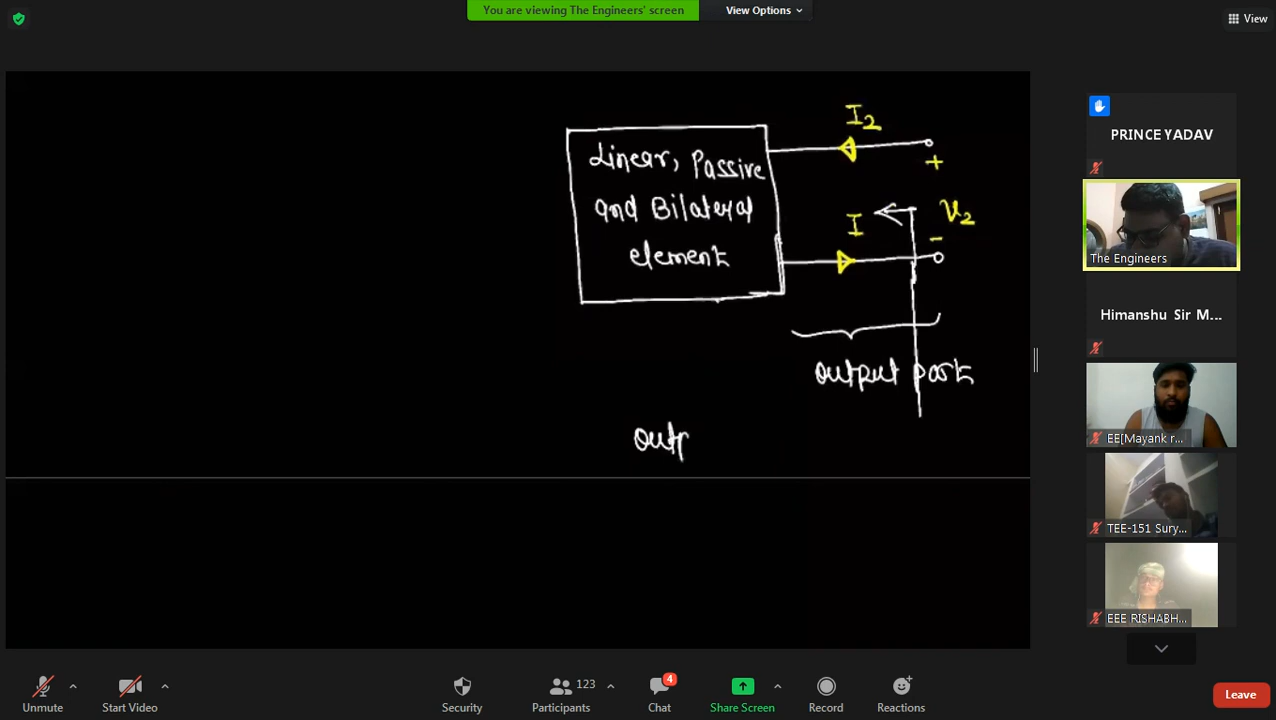 You are viewing The Engineers' screen
View Options
View
I2
+
Linear, Passive
and Bilateral
element
I
V2
-
output port
outp
PRINCE YADAV
The Engineers
Himanshu Sir M...
EE[Mayank r...
TEE-151 Sury...
EEE RISHABH...
Unmute
Start Video
Security
123
Participants
4
Chat
Share Screen
Record
Reactions
Leave